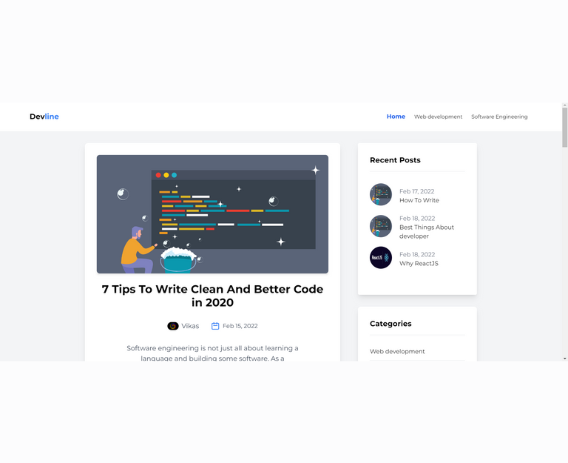 Devline
Home Web development Software Engineering
7 Tips To Write Clean And Better Code
in 2020
Vikas Feb 15, 2022
Software engineering is not just all about learning a
language and building some software. As a
Recent Posts
Feb 17, 2022
How To Write
Feb 18, 2022
Best Things About
developer
ReactJS
Feb 18, 2022
Why ReactJS
Categories
Web development